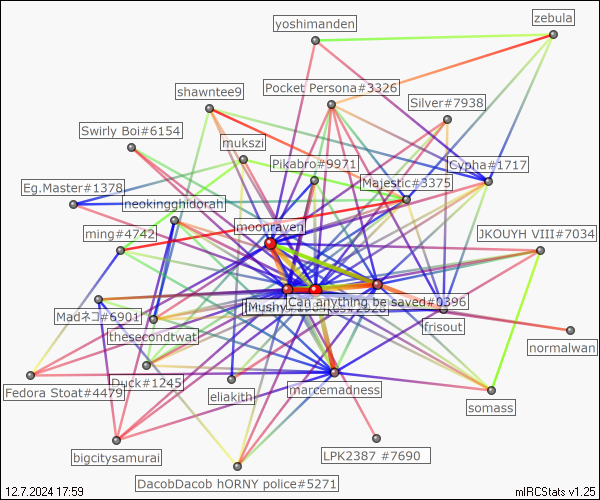 yoshimanden
zebula
shawntee9
Pocket Persona#3326
Silver#7938
Swirly Boi#6154
mukszi
Pikabro#9971
Cypha#1717
Majestic#3375
Eg.Master#1378
neokingghidorah
moonraven
ming#4742
JKOUYH VIII#7034
Can anything be saved#0396
Madネコ#6901
frisout
thesecondtwat
normalwan
Duck#1245
Fedora Stoat#4479
eliakith
marcemadness
somass
bigcitysamurai
LPK2387 #7690
DacobDacob hORNY police#5271
12.7.2024 17:59
mIRCStats v1.25